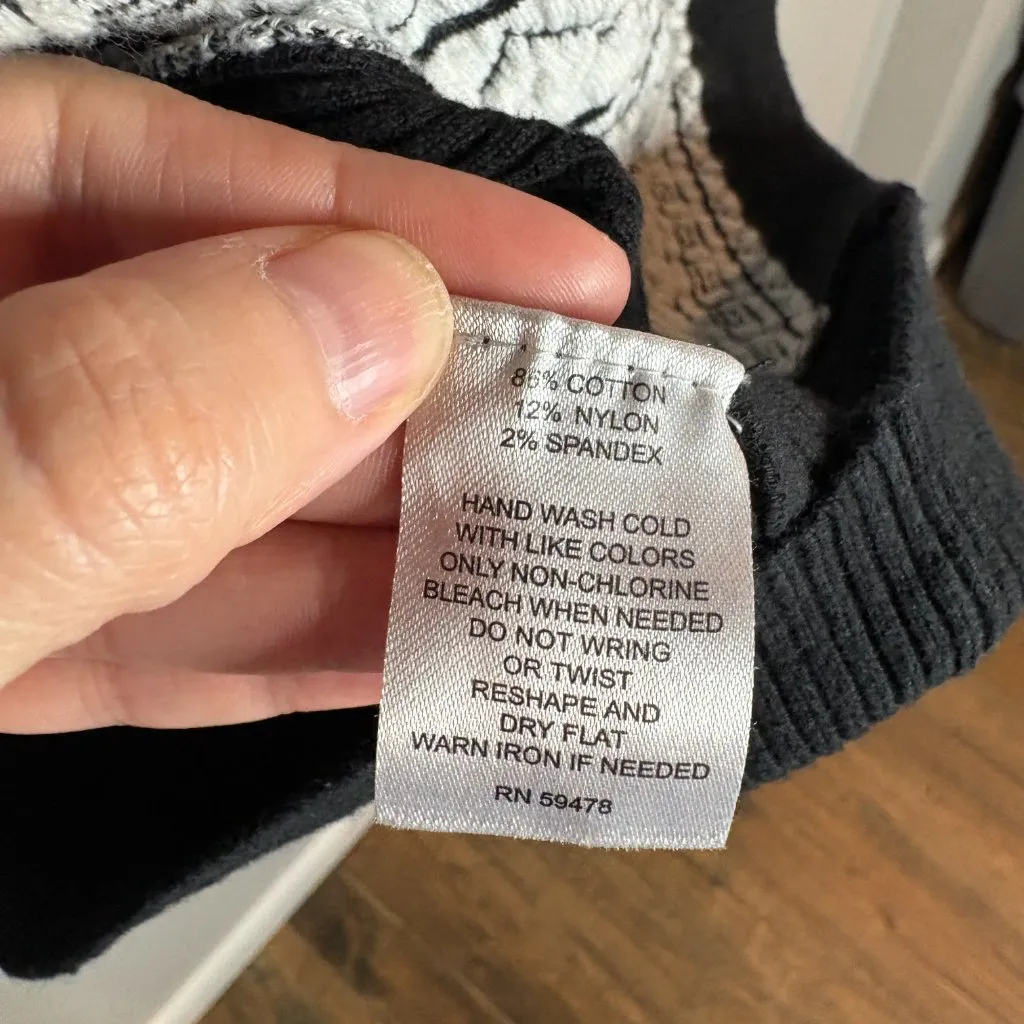 86% COTTON
12% NYLON
2% SPANDEX
HAND WASH COLD
WITH LIKE COLORS
ONLY NON-CHLORINE
BLEACH WHEN NEEDED
DO NOT WRING
OR TWIST
RESHAPE AND
DRY FLAT
WARN IRON IF NEEDED
RN 59478